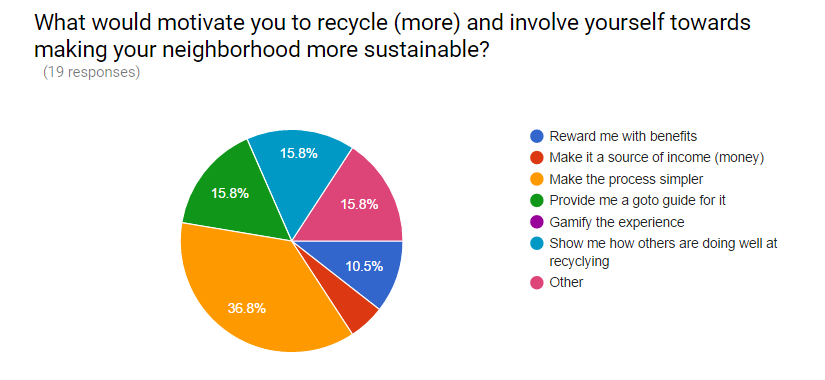 What would motivate you to recycle (more) and involve yourself towards
making your neighborhood more sustainable?
(19 responses)
15.8%
15.8%
15.8%
10.5%
36.8%
Reward me with benefits
Make it a source of income (money)
Make the process simpler
Provide me a goto guide for it
Gamify the experience
Show me how others are doing well at
recyclying
Other